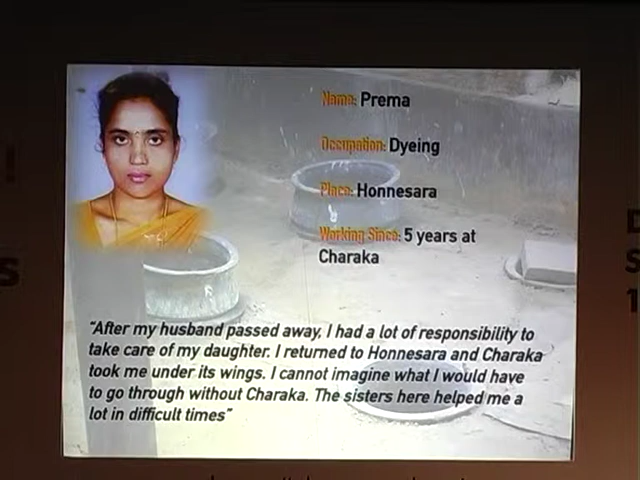 Name: Prema
Occupation: Dyeing
Place: Honnesara
Working Since: 5 years at
Charaka
"After my husband passed away, I had a lot of responsibility to
take care of my daughter. I returned to Honnesara and Charaka
took me under its wings. I cannot imagine what I would have
to go through without Charaka. The sisters here helped me a
lot in difficult times"